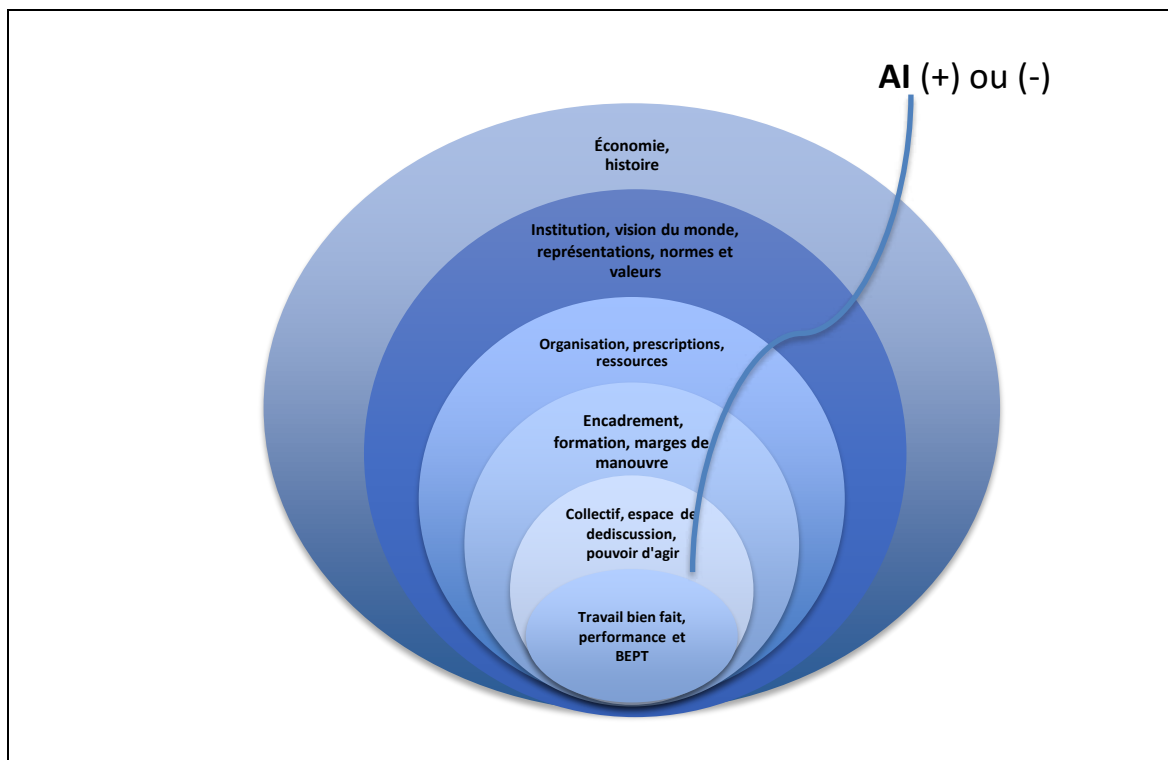 AI (+) ou (-)
Économie,
histoire
Institution, vision du monde,
représentations, normes et
valeurs
Organisation, prescriptions,
ressources
Encadrement,
formation, marges de
manouvre
Collectif, espace de
dediscussion,
pouvoir d'agir
Travail bien fait,
performance et
BEPT